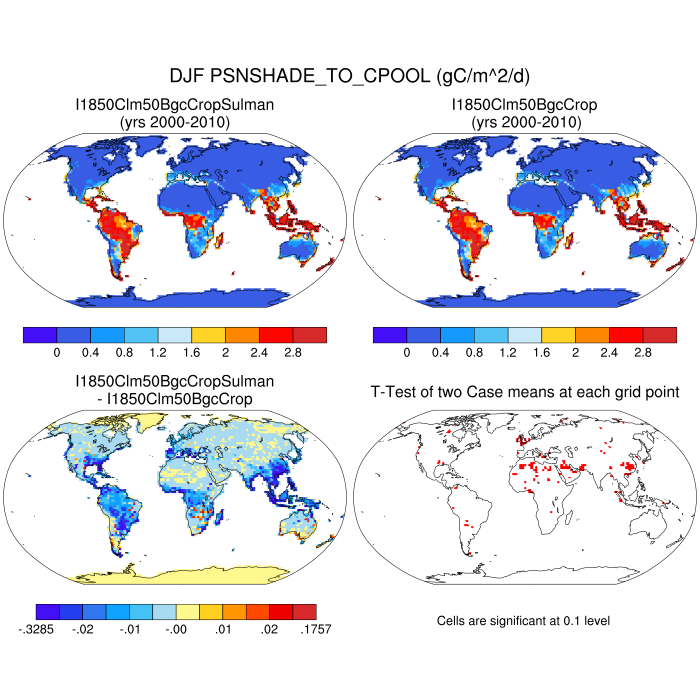 DJF PSNSHADE_TO_CPOOL (gC/m^2/d)
I1850Clm50BgcCropSulman
(yrs 2000-2010)
I1850Clm50BgcCrop
(yrs 2000-2010)
0 0.4 0.8 1.2 1.6 2 2.4 2.8
0 0.4 0.8 1.2 1.6 2 2.4 2.8
I1850Clm50BgcCropSulman
- I1850Clm50BgcCrop
T-Test of two Case means at each grid point
-.3285 -.02 -.01 -.00 .01 .02 .1757
Cells are significant at 0.1 level